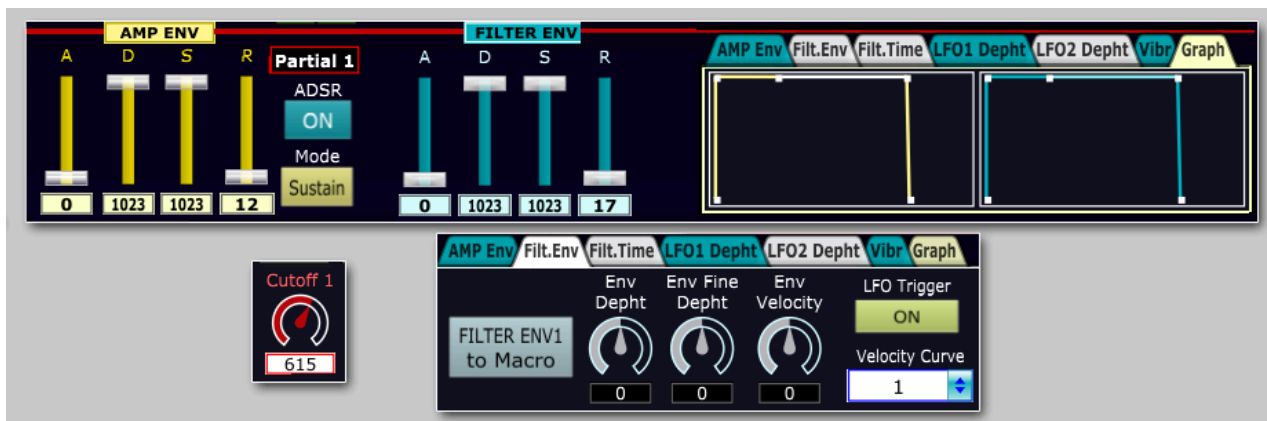 AMP ENV
A D S R
Partial 1
ADSR
ON
Mode
Sustain
0 1023 1023 12
FILTER ENV
A D S R
0 1023 1023 17
AMP Env Filt.Env Filt.Time LFO1 Depht LFO2 Depht Vibr Graph
Cutoff 1
615
AMP Env Filt.Env Filt.Time LFO1 Depht LFO2 Depht Vibr Graph
FILTER ENV1
to Macro
Env
Depht
0
Env Fine
Depht
0
Env
Velocity
0
LFO Trigger
ON
Velocity Curve
1